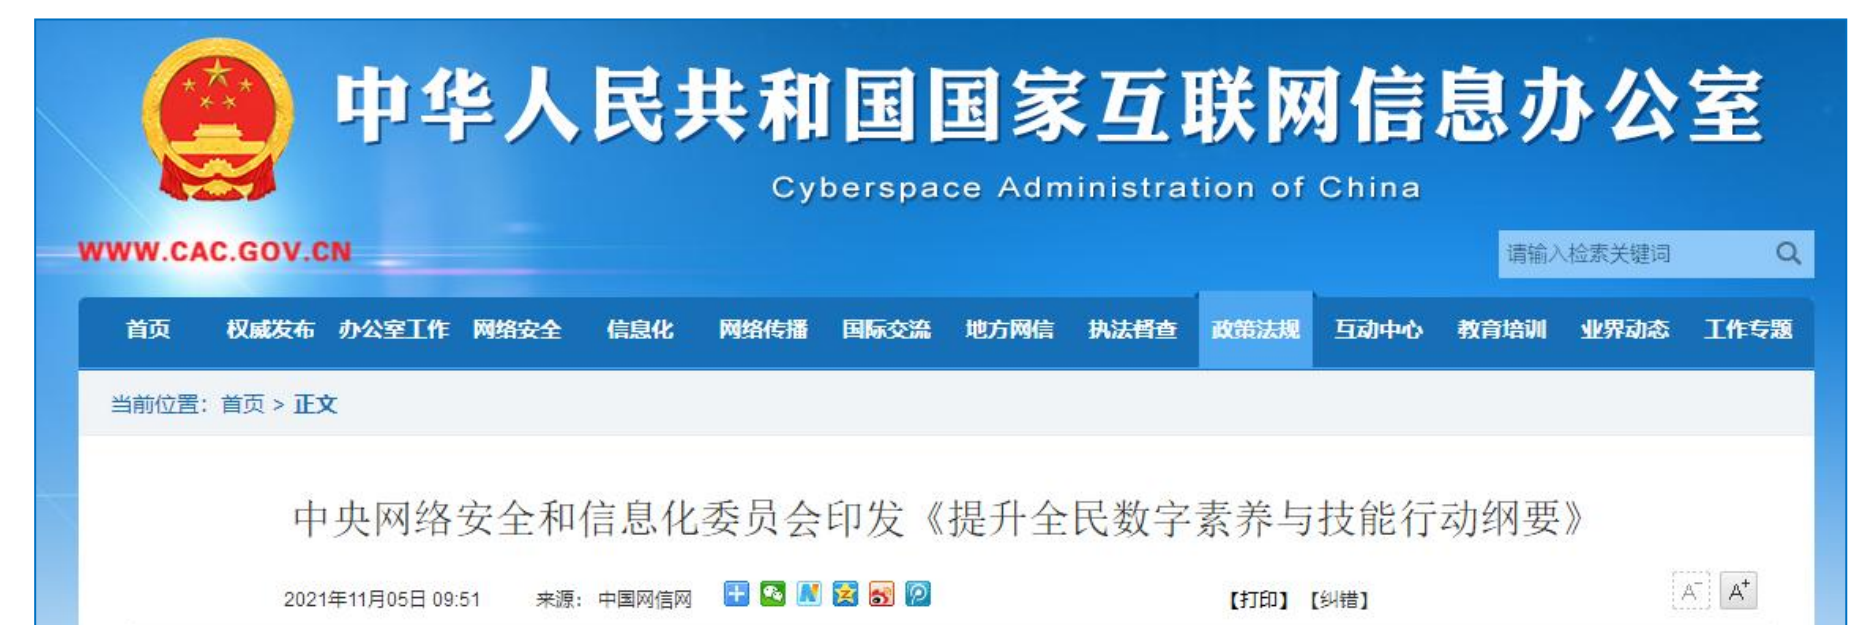 中华人民共和国国家互联网信息办公室
Cyberspace Administration of China
WWW.CAC.GOV.CN
请输入检索关键词
首页 权威发布 办公室工作 网络安全 信息化 网络传播 国际交流 地方网信 执法督查 政策法规 互动中心 教育培训 业界动态 工作专题
当前位置：首页 > 正文
中央网络安全和信息化委员会印发《提升全民数字素养与技能行动纲要》
2021年11月05日 09:51 来源：中国网信网 【打印】【纠错】 A- A+